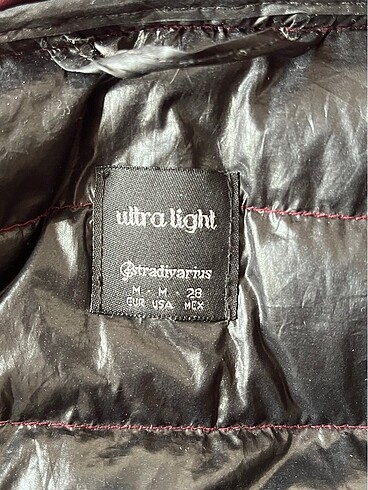 ultra light
stradivarius
M - M - 28
EUR USA MEX